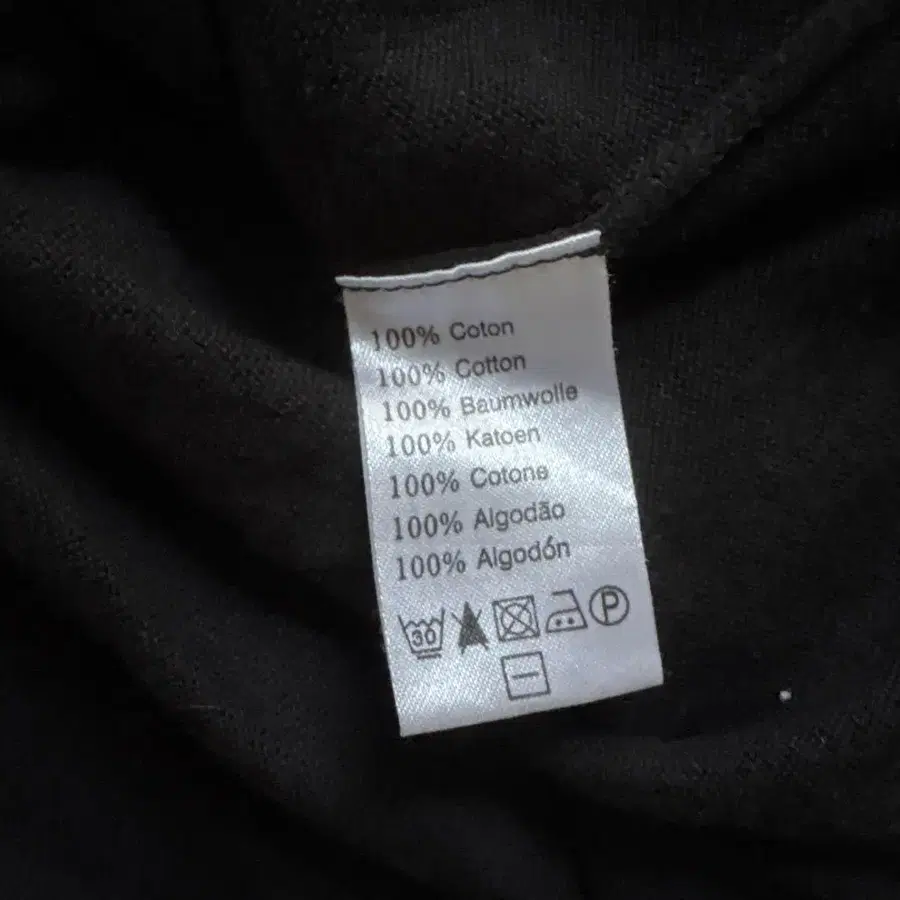 100% Coton
100% Cotton
100% Baumwolle
100% Katoen
100% Cotone
100% Algodão
100% Algodón
30 P